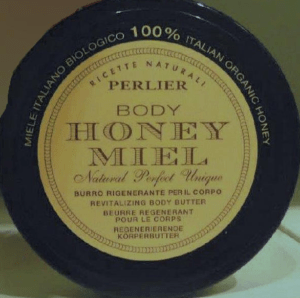 MIELE ITALIANO BIOLOGICO 100% ITALIAN ORGANIC HONEY
RICETTE NATURALI
PERLIER
BODY
HONEY
MIEL
Natural Perfect Unique
BURRO RIGENERANTE PER IL CORPO
REVITALIZING BODY BUTTER
BEURRE REGENERANT
POUR LE CORPS
REGENERIERENDE
KÖRPERBUTTER